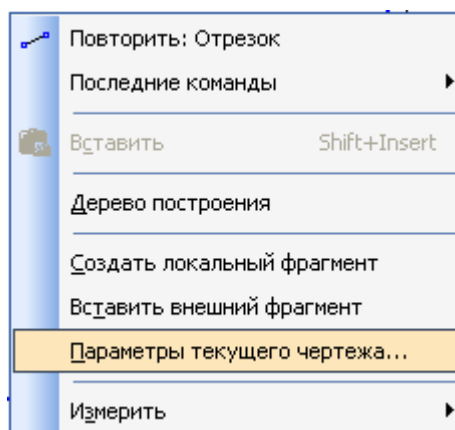 Повторить: Отрезок
Последние команды
Вставить Shift+Insert
Дерево построения
Создать локальный фрагмент
Вставить внешний фрагмент
Параметры текущего чертежа...
Измерить